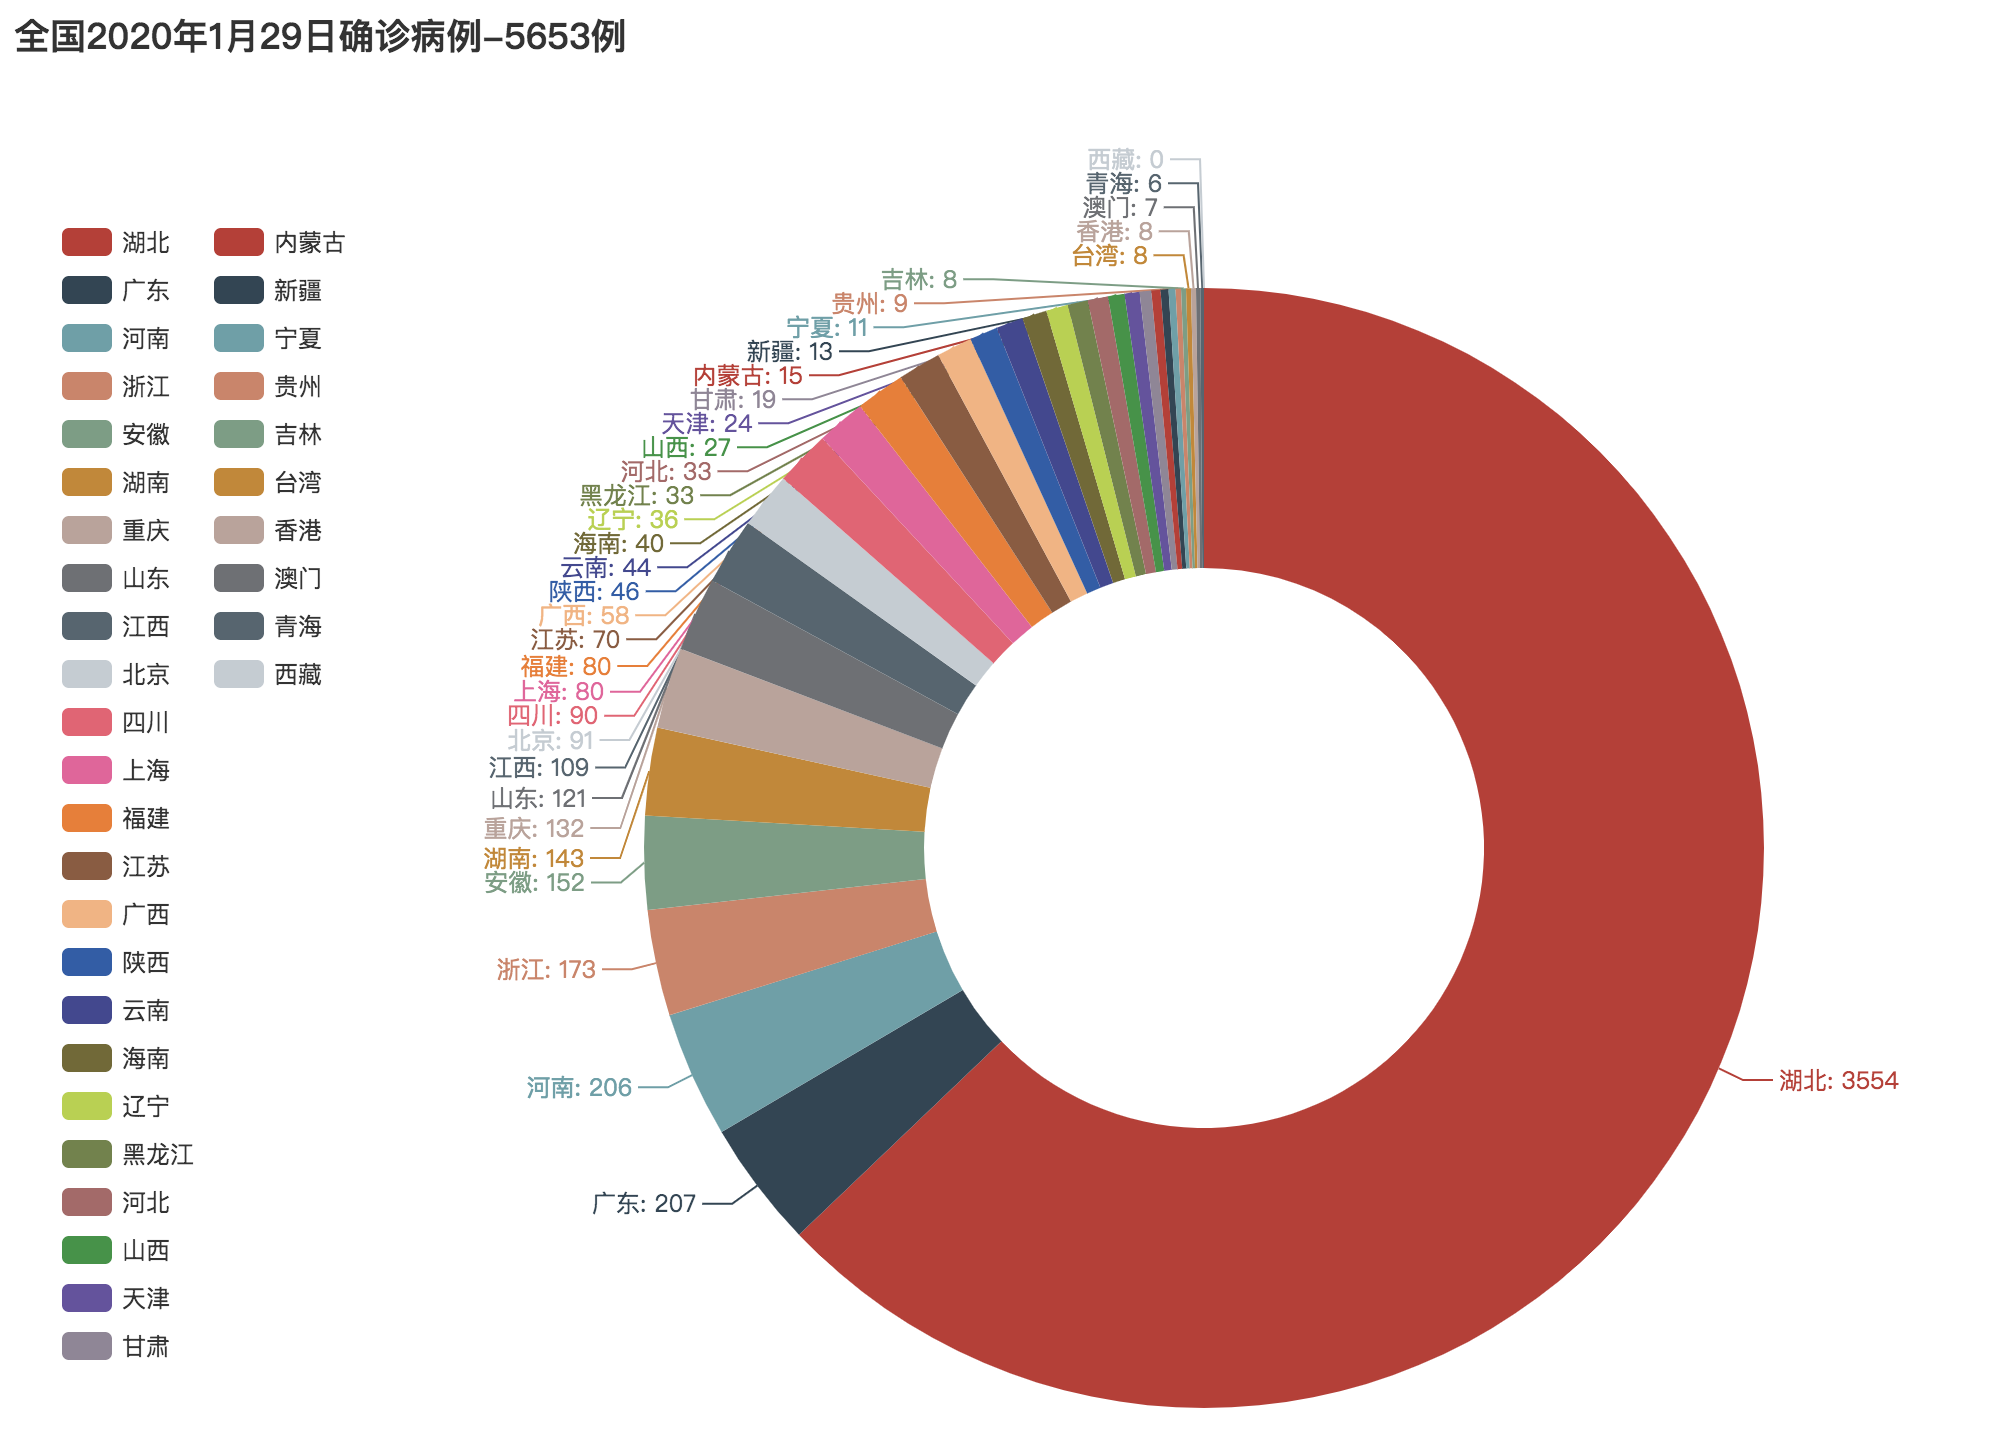 全国2020年1月29日确诊病例-5653例
湖北
广东
河南
浙江
安徽
湖南
重庆
山东
江西
北京
四川
上海
福建
江苏
广西
陕西
云南
海南
辽宁
黑龙江
河北
山西
天津
甘肃
内蒙古
新疆
宁夏
贵州
吉林
台湾
香港
澳门
青海
西藏
西藏: 0
青海: 6
澳门: 7
香港: 8
台湾: 8
吉林: 8
贵州: 9
宁夏: 11
新疆: 13
内蒙古: 15
甘肃: 19
天津: 24
山西: 27
河北: 33
黑龙江: 33
辽宁: 36
海南: 40
云南: 44
陕西: 46
广西: 58
江苏: 70
福建: 80
上海: 80
四川: 90
北京: 91
江西: 109
山东: 121
重庆: 132
湖南: 143
安徽: 152
浙江: 173
河南: 206
广东: 207
湖北: 3554